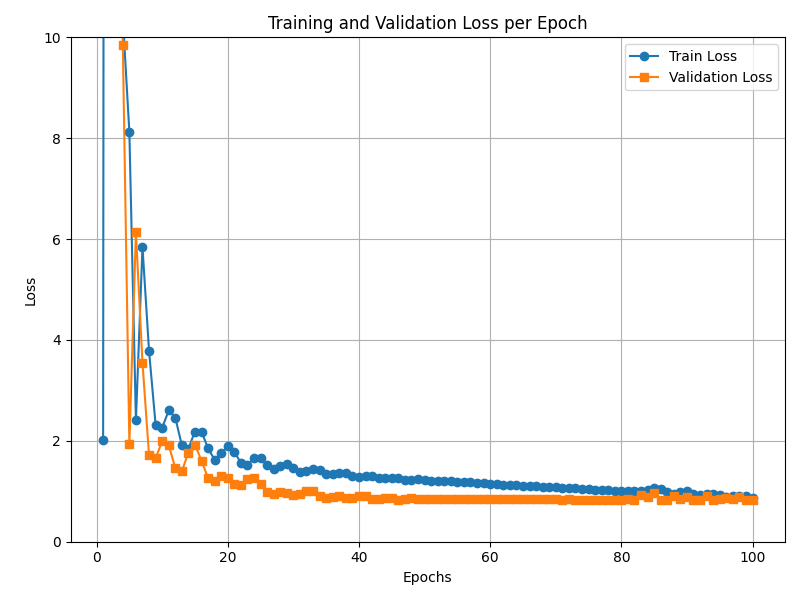 Training and Validation Loss per Epoch
10
8
6
4
2
0
Loss
Train Loss
Validation Loss
0 20 40 60 80 100
Epochs